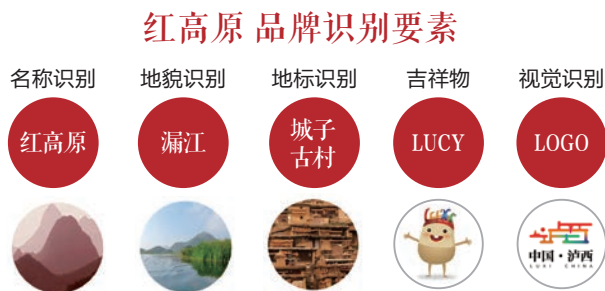 红高原 品牌识别要素
名称识别 地貌识别 地标识别 吉祥物 视觉识别
红高原 漏江 城子古村 LUCY LOGO
中国·泸西
LUXI CHINA